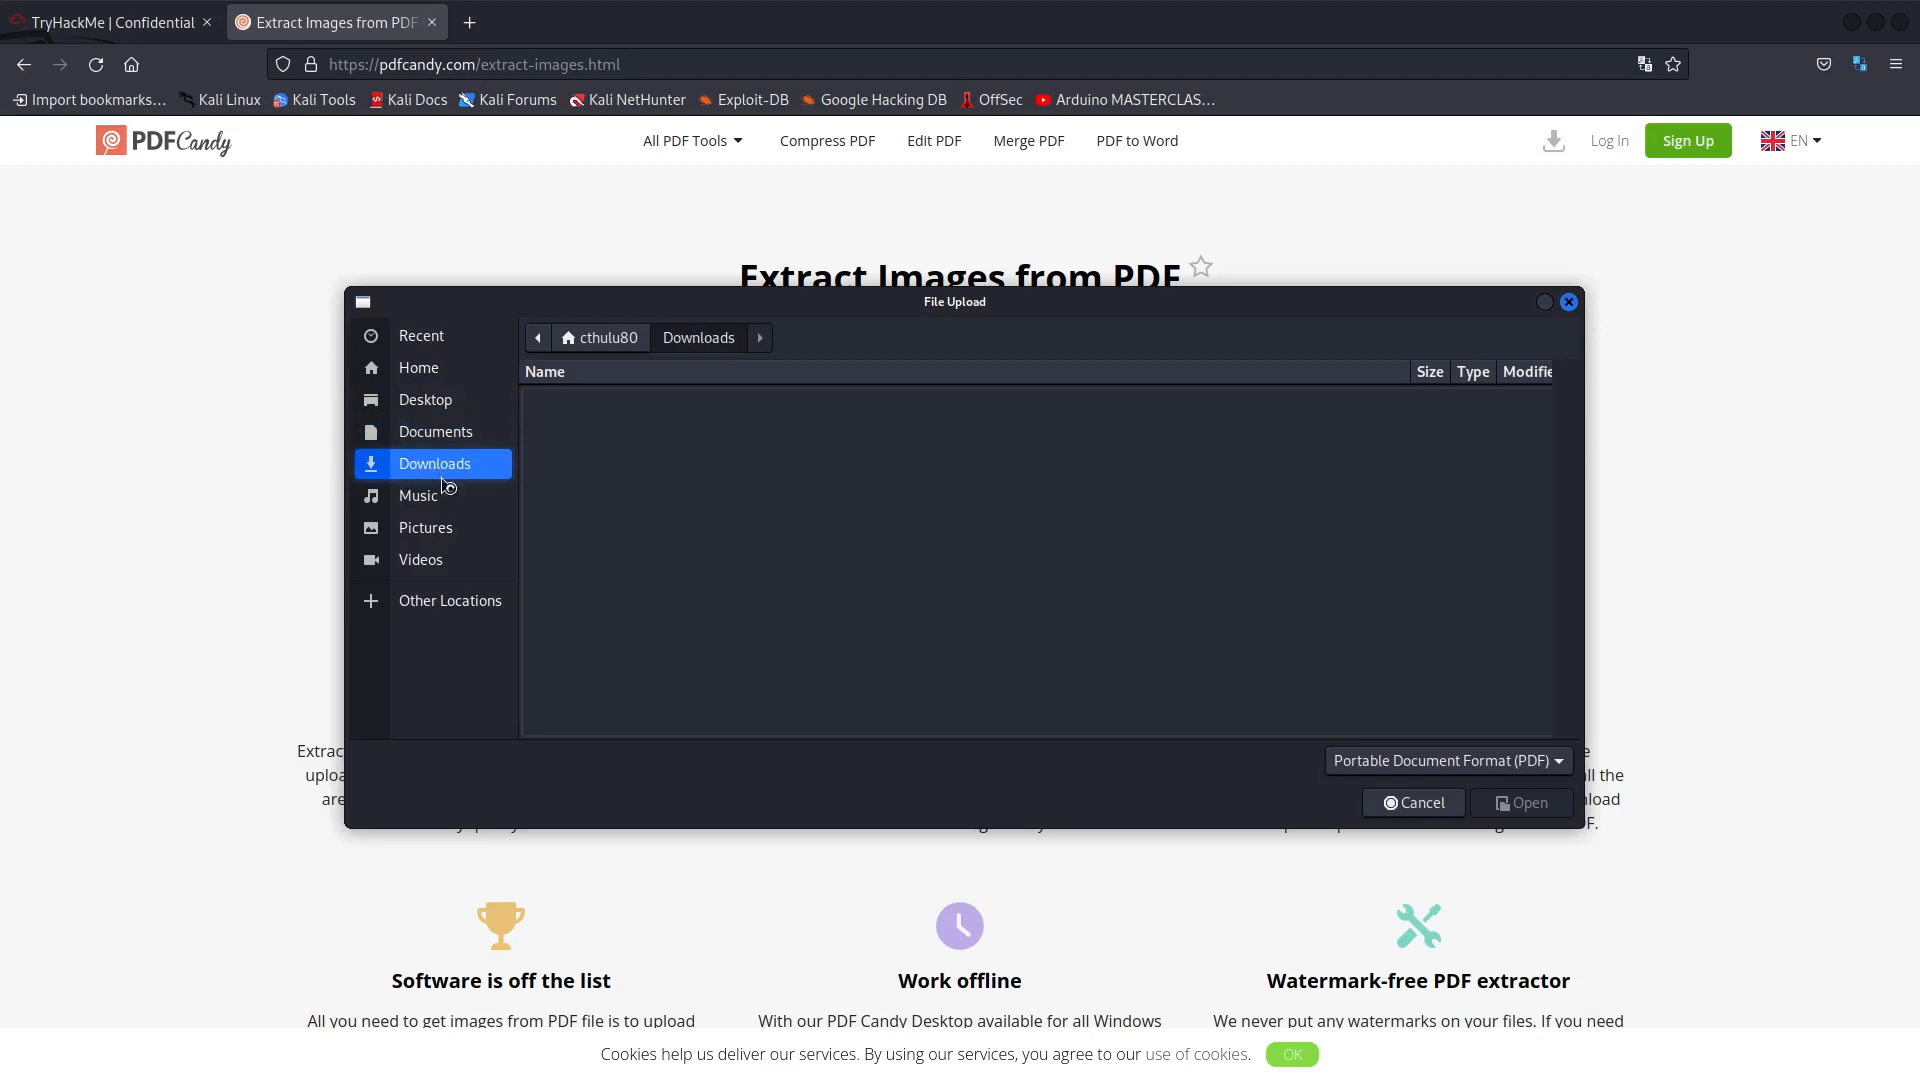 TryHackMe | Confidential
Extract Images from PDF
https://pdfcandy.com/extract-images.html
Import bookmarks...
Kali Linux
Kali Tools
Kali Docs
Kali Forums
Kali NetHunter
Exploit-DB
Google Hacking DB
OffSec
Arduino MASTERCLAS...
PDFCandy
All PDF Tools
Compress PDF
Edit PDF
Merge PDF
PDF to Word
Log In
Sign Up
EN
Extract Images from PDF
File Upload
cthulu80
Downloads
Recent
Home
Desktop
Documents
Downloads
Music
Pictures
Videos
Other Locations
Name
Size
Type
Modifie
Portable Document Format (PDF)
Cancel
Open
Software is off the list
Work offline
Watermark-free PDF extractor
All you need to get images from PDF file is to upload
With our PDF Candy Desktop available for all Windows
We never put any watermarks on your files. If you need
Cookies help us deliver our services. By using our services, you agree to our use of cookies.
OK